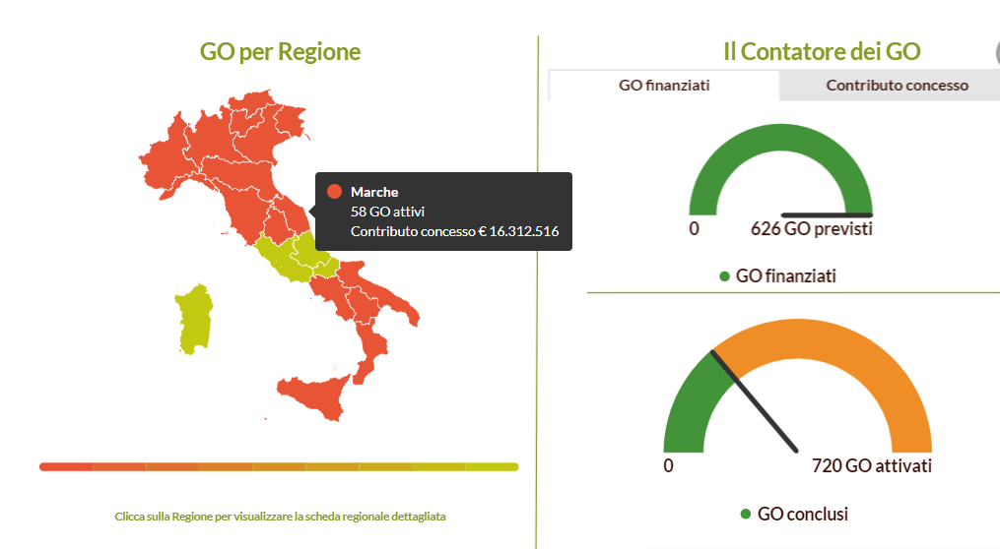 GO per Regione
Marche
58 GO attivi
Contributo concesso € 16.312.516
Clicca sulla Regione per visualizzare la scheda regionale dettagliata
Il Contatore dei GO
GO finanziati
Contributo concesso
0
626 GO previsti
GO finanziati
0
720 GO attivati
GO conclusi